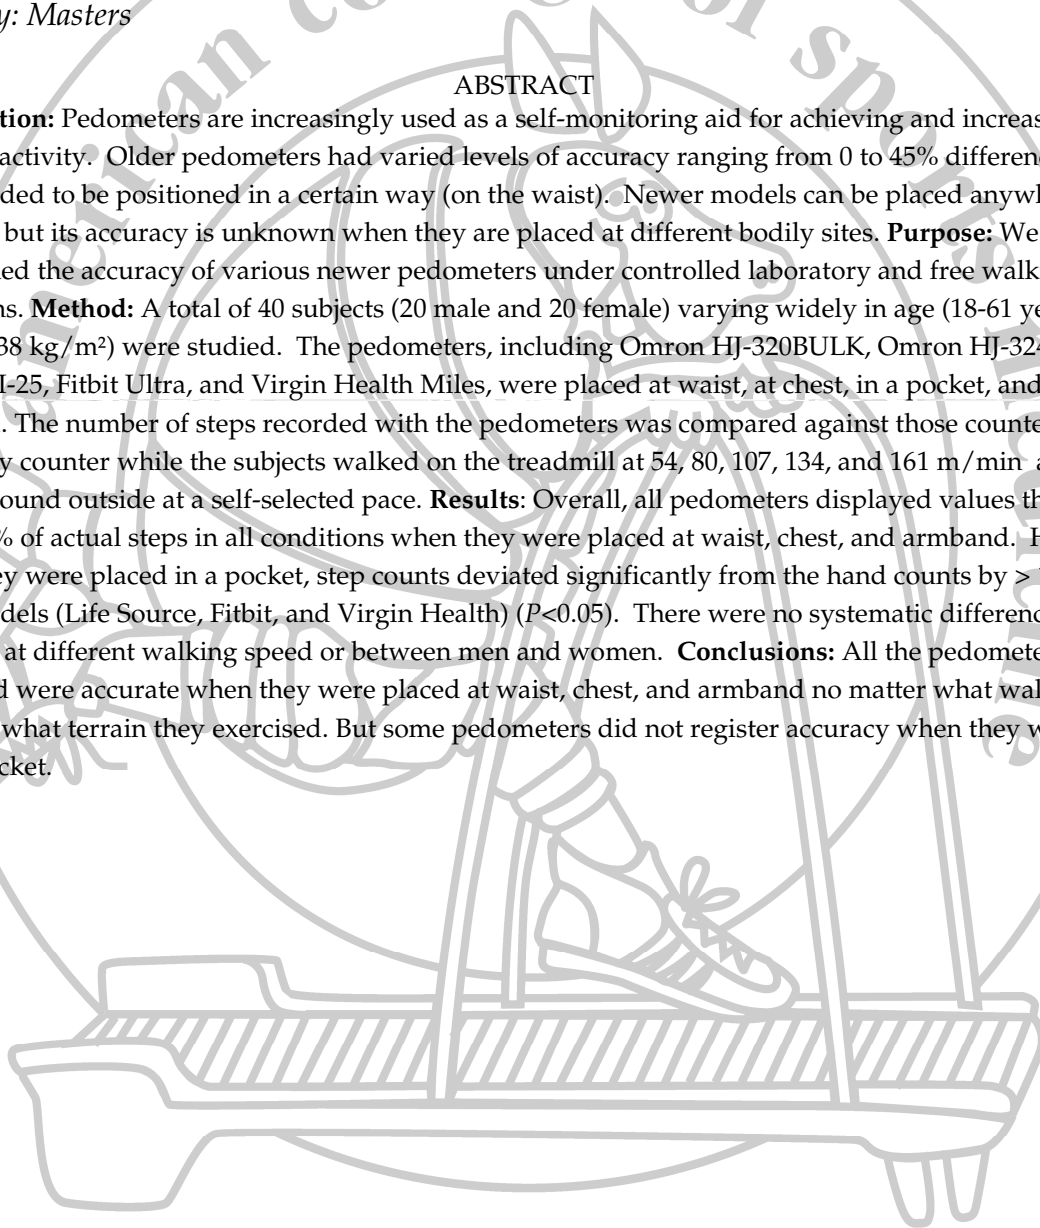 y: Masters
american college of sports medicine
ABSTRACT
tion: Pedometers are increasingly used as a self-monitoring aid for achieving and increas
activity. Older pedometers had varied levels of accuracy ranging from 0 to 45% differen
ded to be positioned in a certain way (on the waist). Newer models can be placed anywh
but its accuracy is unknown when they are placed at different bodily sites. Purpose: We
ed the accuracy of various newer pedometers under controlled laboratory and free walk
ns. Method: A total of 40 subjects (20 male and 20 female) varying widely in age (18-61 ye
38 kg/m²) were studied. The pedometers, including Omron HJ-320BULK, Omron HJ-324
I-25, Fitbit Ultra, and Virgin Health Miles, were placed at waist, at chest, in a pocket, and
. The number of steps recorded with the pedometers was compared against those counte
y counter while the subjects walked on the treadmill at 54, 80, 107, 134, and 161 m/min a
ound outside at a self-selected pace. Results: Overall, all pedometers displayed values th
% of actual steps in all conditions when they were placed at waist, chest, and armband. H
ey were placed in a pocket, step counts deviated significantly from the hand counts by >
dels (Life Source, Fitbit, and Virgin Health) (P<0.05). There were no systematic differenc
at different walking speed or between men and women. Conclusions: All the pedomete
d were accurate when they were placed at waist, chest, and armband no matter what wal
what terrain they exercised. But some pedometers did not register accuracy when they w
cket.